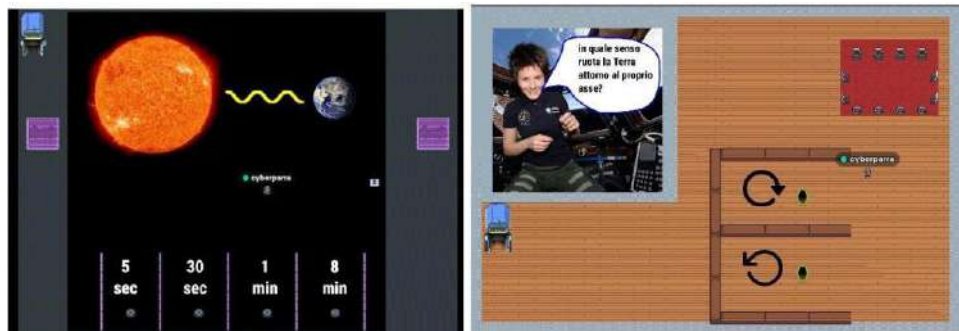 cyberparra
5
sec
30
sec
1
min
8
min
in quale senso
ruota la Terra
attorno al proprio
asse?
cyberparra